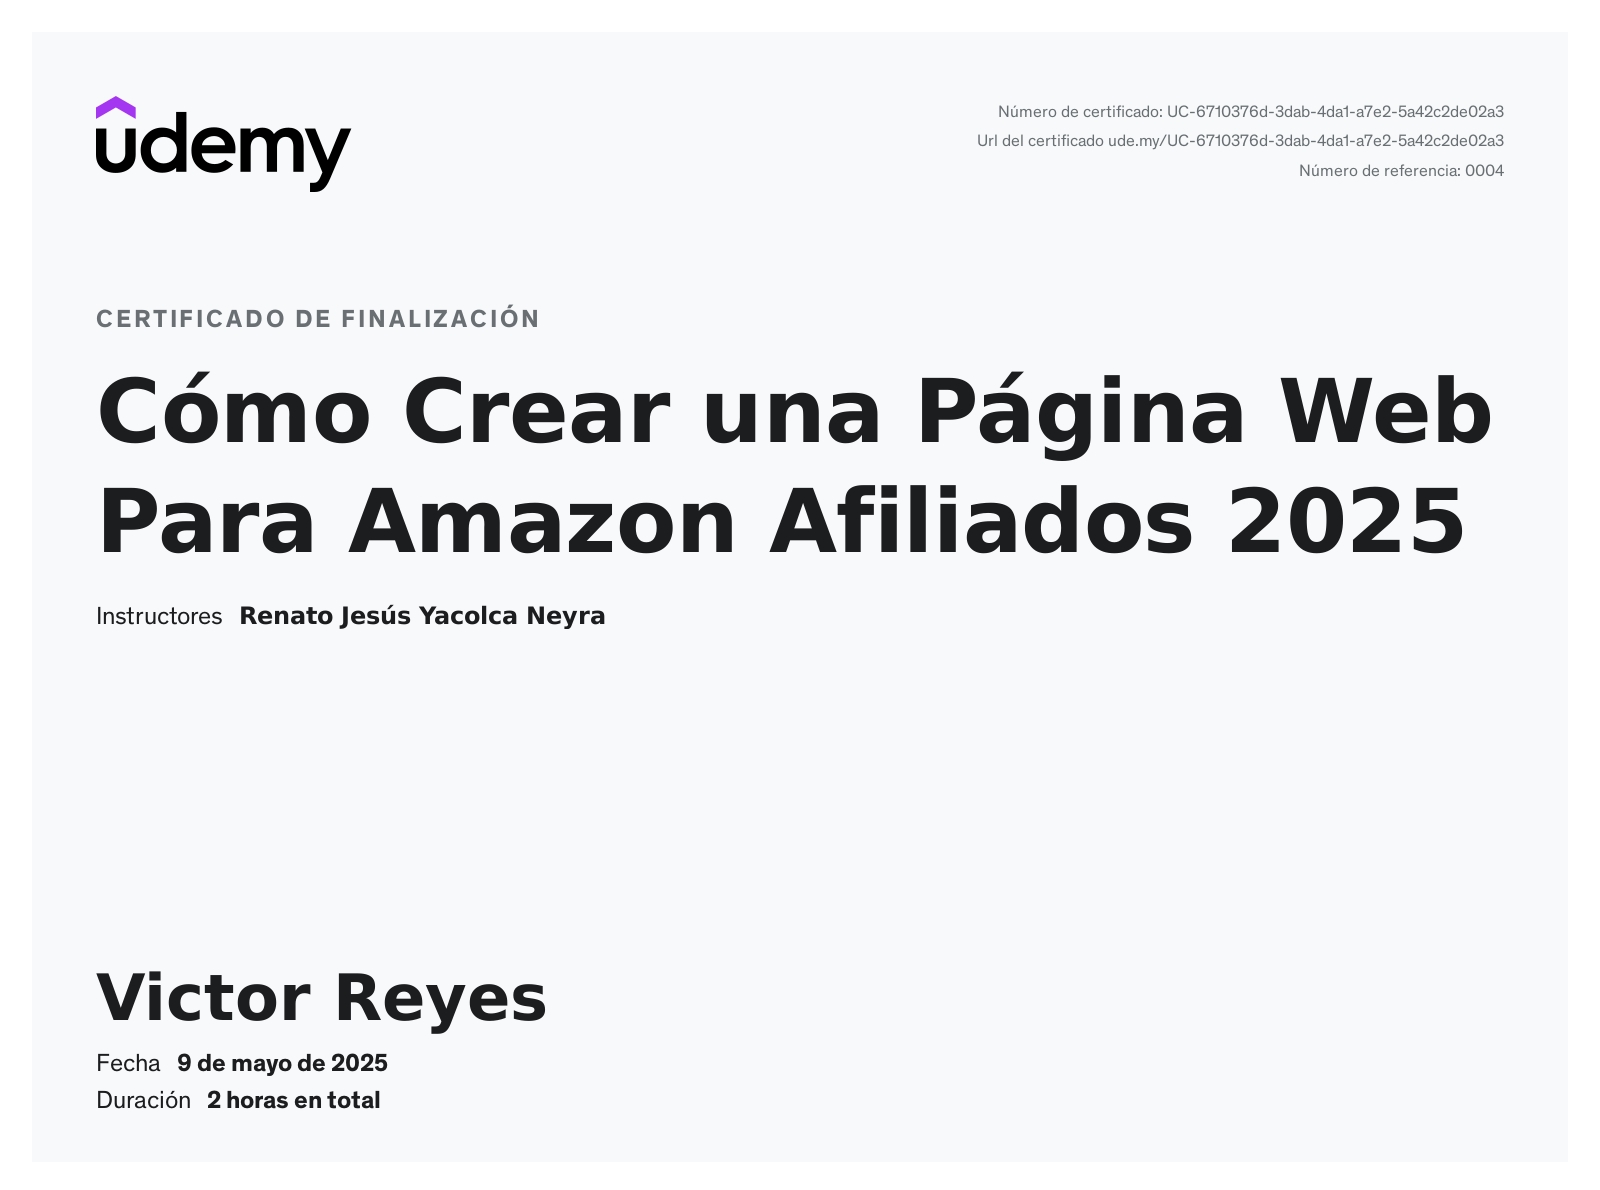 udemy
Número de certificado: UC-6710376d-3dab-4da1-a7e2-5a42c2de02a3
Url del certificado ude.my/UC-6710376d-3dab-4da1-a7e2-5a42c2de02a3
Número de referencia: 0004
CERTIFICADO DE FINALIZACIÓN
Cómo Crear una Página Web
Para Amazon Afiliados 2025
Instructores Renato Jesús Yacolca Neyra
Victor Reyes
Fecha 9 de mayo de 2025
Duración 2 horas en total